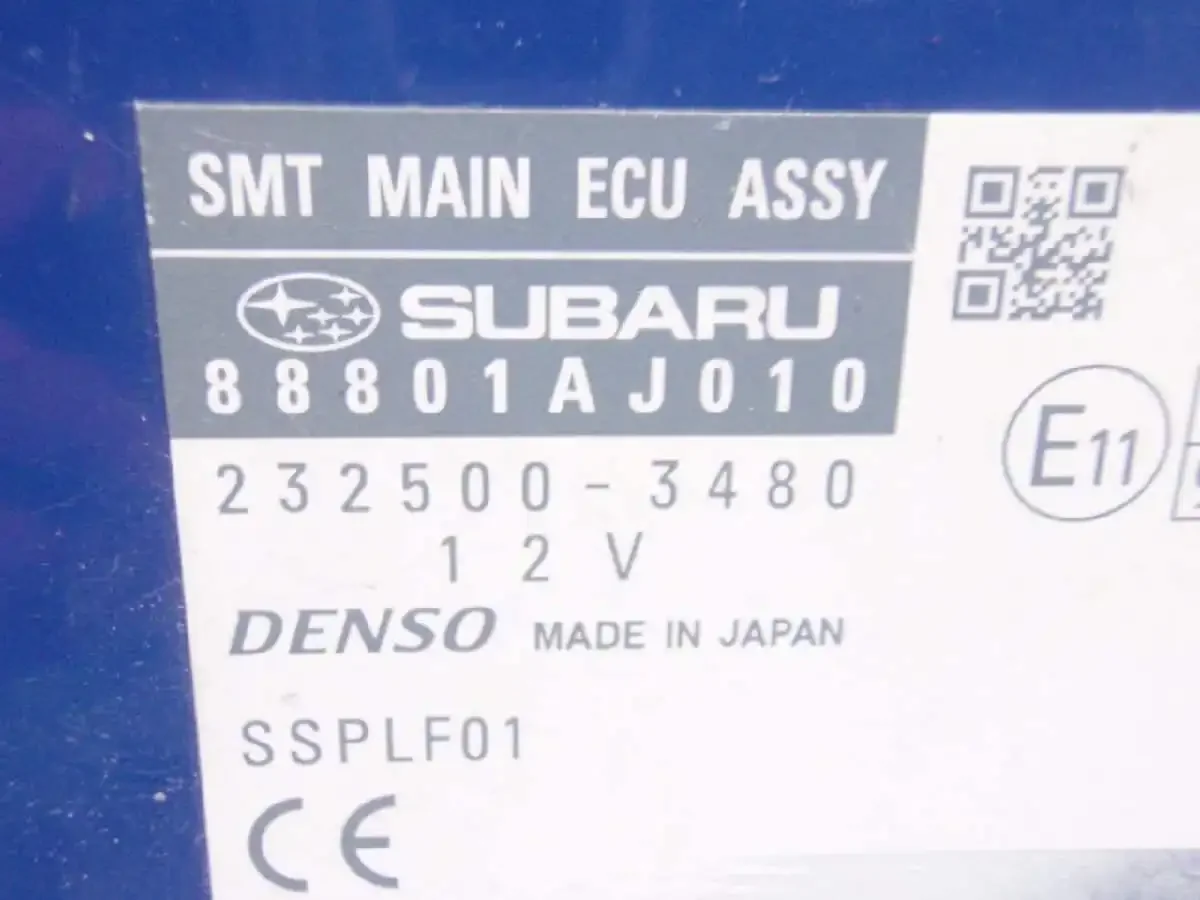 SMT MAIN ECU ASSY
SUBARU
88801AJ010
232500-3480
12V
DENSO MADE IN JAPAN
SSPLF01
CE
E11